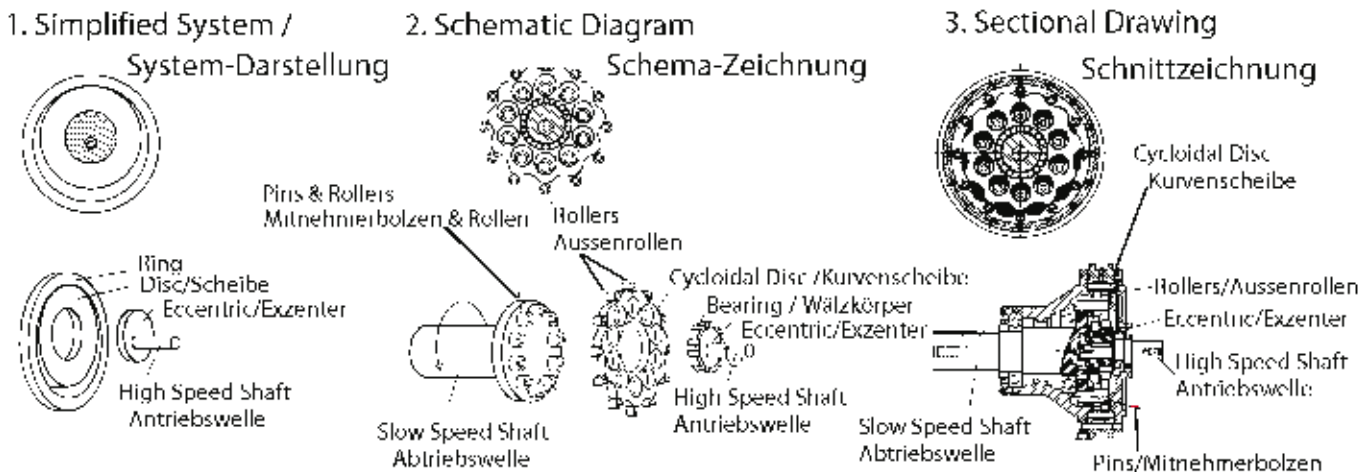 1. Simplified System /
System-Darstellung
2. Schematic Diagram
Schema-Zeichnung
3. Sectional Drawing
Schnittzeichnung
Ring
Disc/Scheibe
Eccentric/Exzenter
High Speed Shaft
Antriebswelle
Pins & Rollers
Mitnehmerbolzen & Rollen
Rollers
Aussenrollen
Cycloidal Disc /Kurvenscheibe
Bearing / Wälzkörper
Eccentric/Exzenter
High Speed Shaft
Antriebswelle
Slow Speed Shaft
Abtriebswelle
Cycloidal Disc
Kurvenscheibe
Rollers/Aussenrollen
Eccentric/Exzenter
High Speed Shaft
Antriebswelle
Slow Speed Shaft
Abtriebswelle
Pins/Mitnehmerbolzen